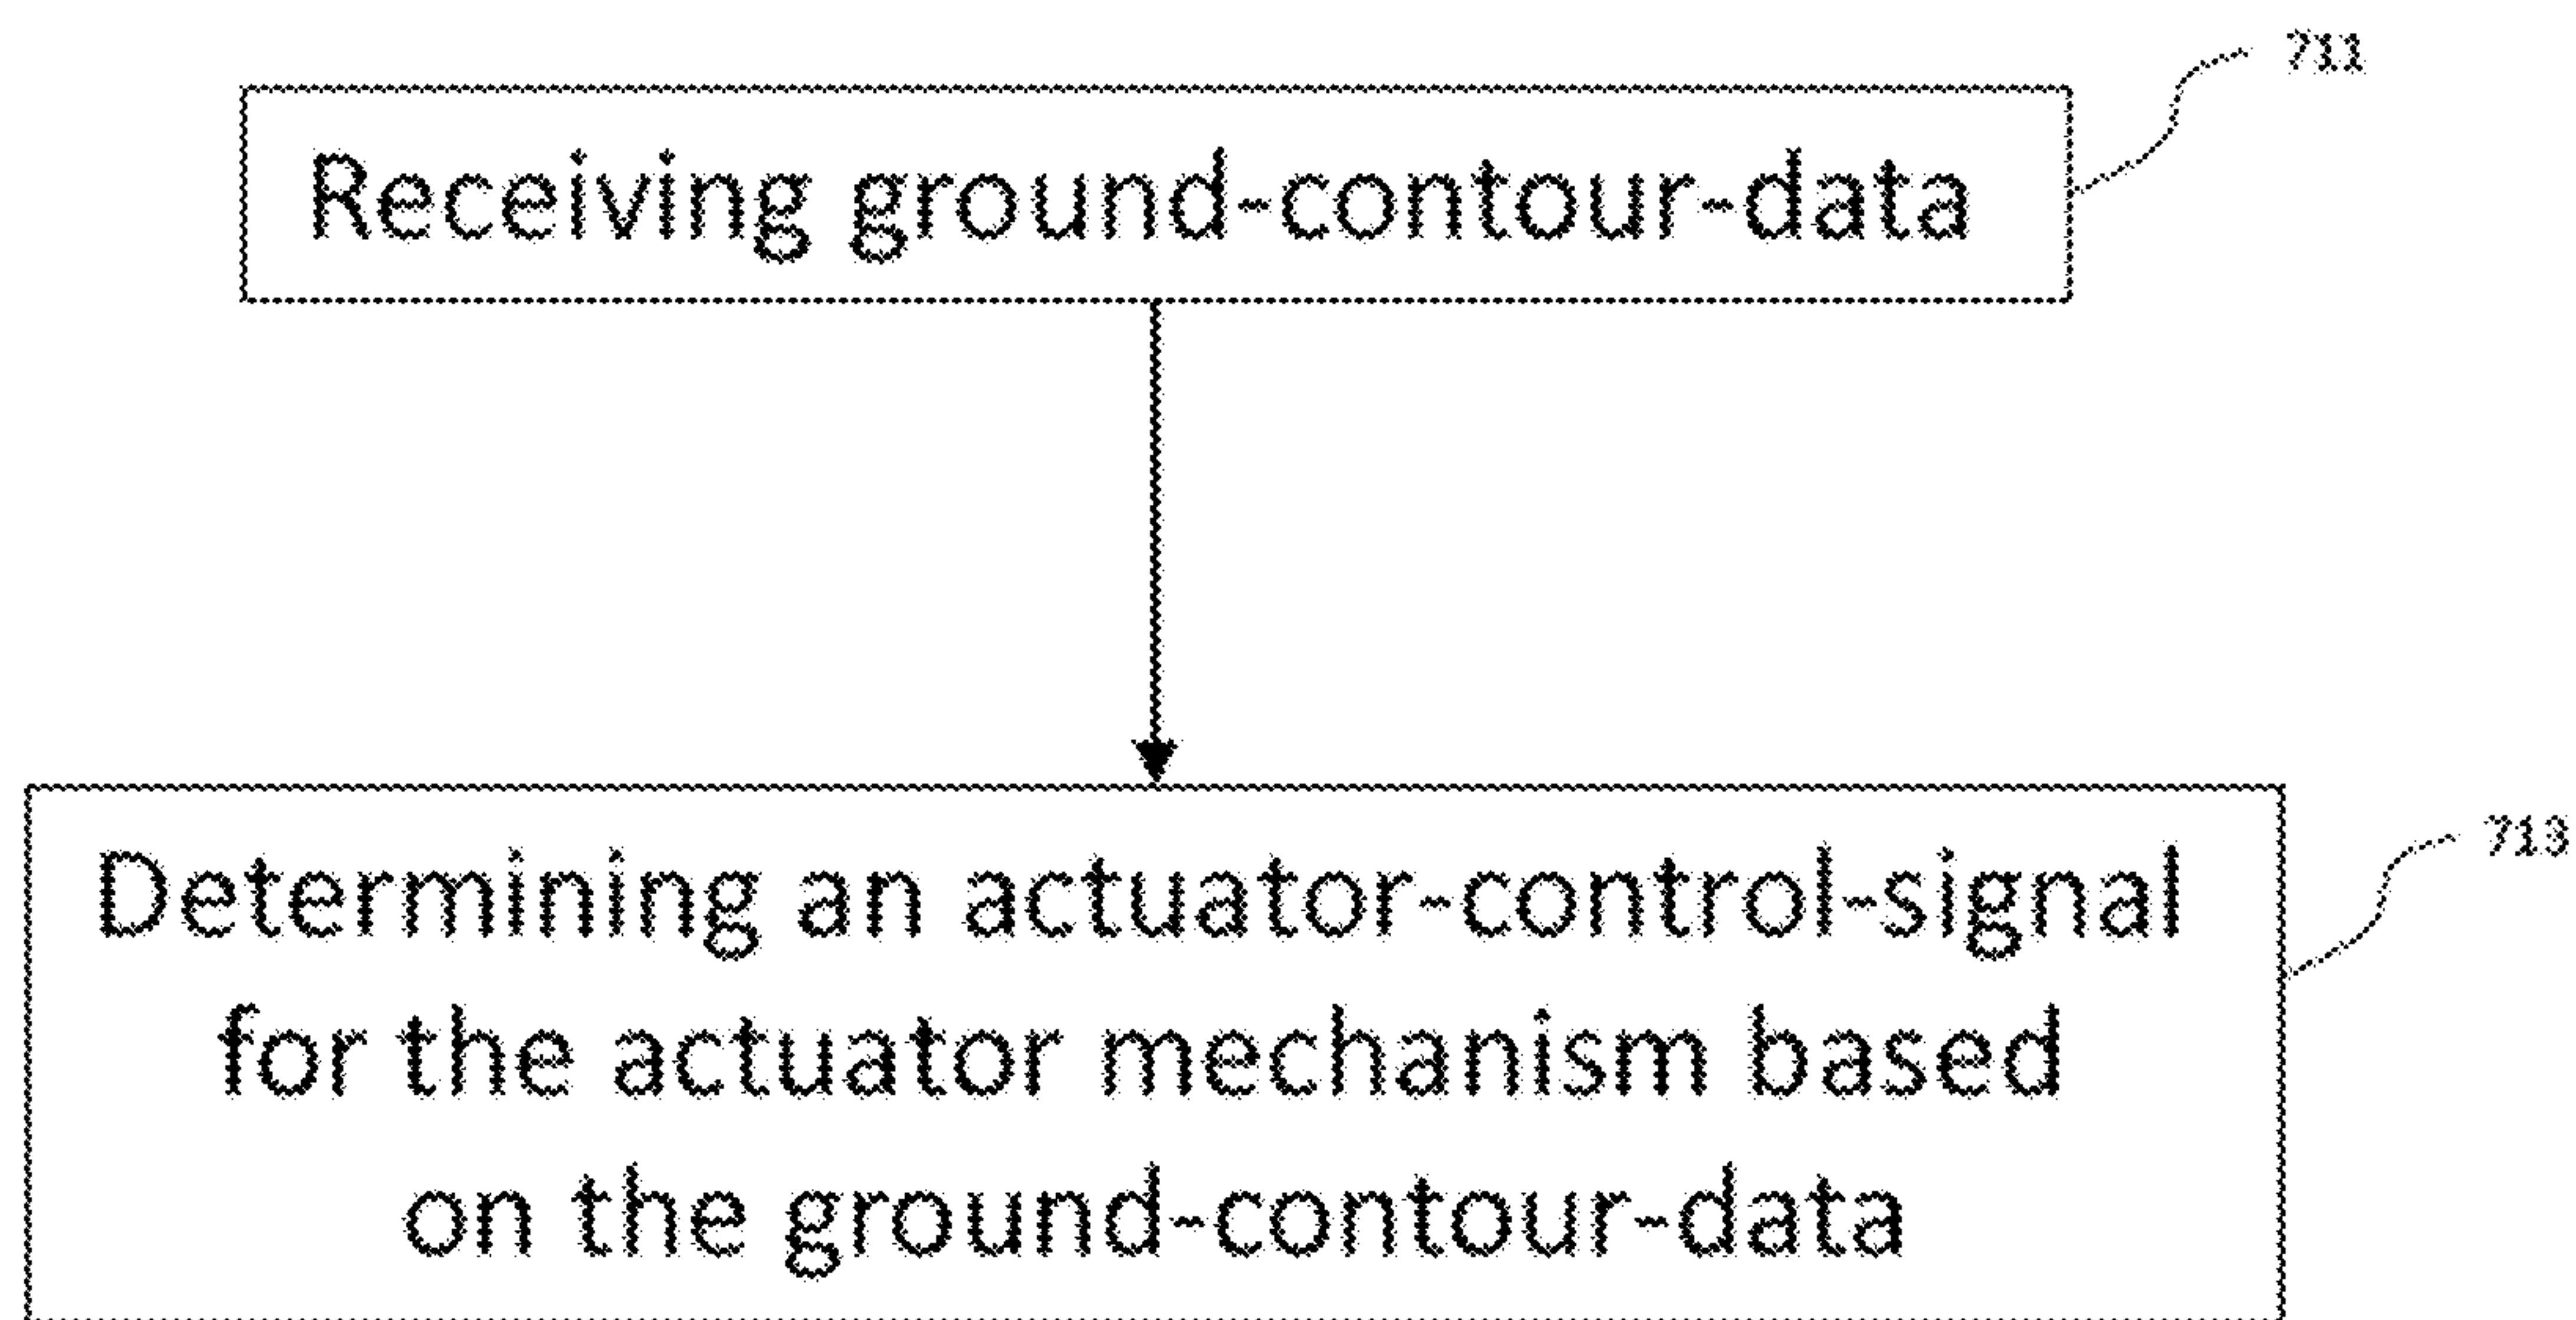 711
Receiving ground-contour-data
713
Determining an actuator-control-signal
for the actuator mechanism based
on the ground-contour-data